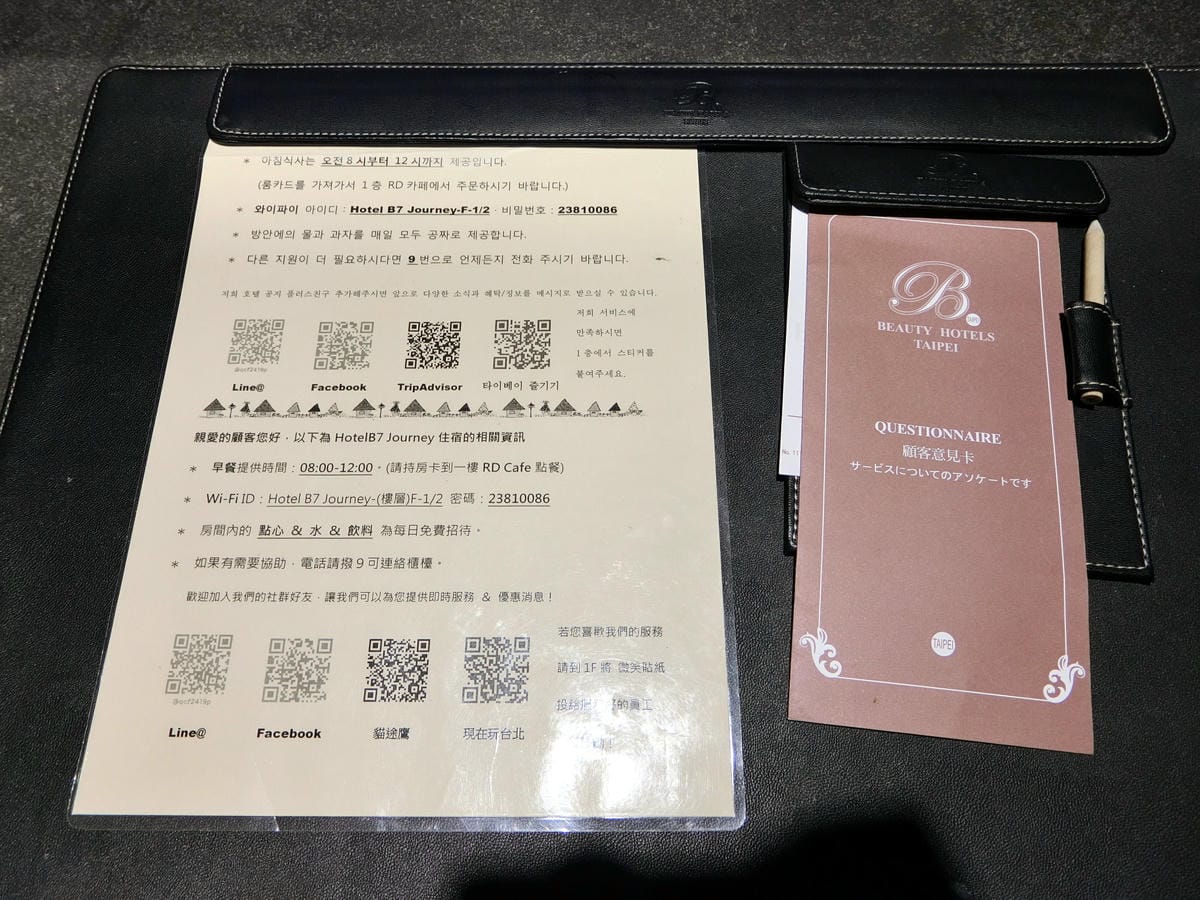 * 아침식사는 오전 8시부터 12시까지 제공입니다.
(룸카드를 가져가서 1층 RD 카페에서 주문하시기 바랍니다.)
* 와이파이 아이디 : Hotel B7 Journey-F-1/2 · 비밀번호 : 23810086
* 방안에의 물과 과자를 매일 모두 공짜로 제공합니다.
* 다른 지원이 더 필요하시다면 9번으로 언제든지 전화 주시기 바랍니다.
저희 호텔 공지 플러스친구 추가해주시면 앞으로 다양한 소식과 혜탁/정보를 메시지로 받으실 수 있습니다.
저희 서비스에
만족하시면
1층에서 스티커를
붙여주세요.
@qcf2419p
Line@ Facebook TripAdvisor 타이베이 즐기기
親愛的顧客您好，以下為 HotelB7 Journey 住宿的相關資訊
* 早餐提供時間：08:00-12:00。(請持房卡到一樓 RD Cafe 點餐)
* Wi-Fi ID：Hotel B7 Journey-(樓層)F-1/2 密碼：23810086
* 房間內的 點心 & 水 & 飲料 為每日免費招待。
* 如果有需要協助，電話請撥 9 可連絡櫃檯。
歡迎加入我們的社群好友，讓我們可以為您提供即時服務 & 優惠消息！
若您喜歡我們的服務
請到 1F 將 微笑貼紙
投給
的員工
@qcf2419p
Line@ Facebook 貓途鷹 現在玩台北
B
TAIPEI
BEAUTY HOTELS
TAIPEI
QUESTIONNAIRE
顧客意見卡
サービスについてのアソケートです
TAIPEI
No. 11